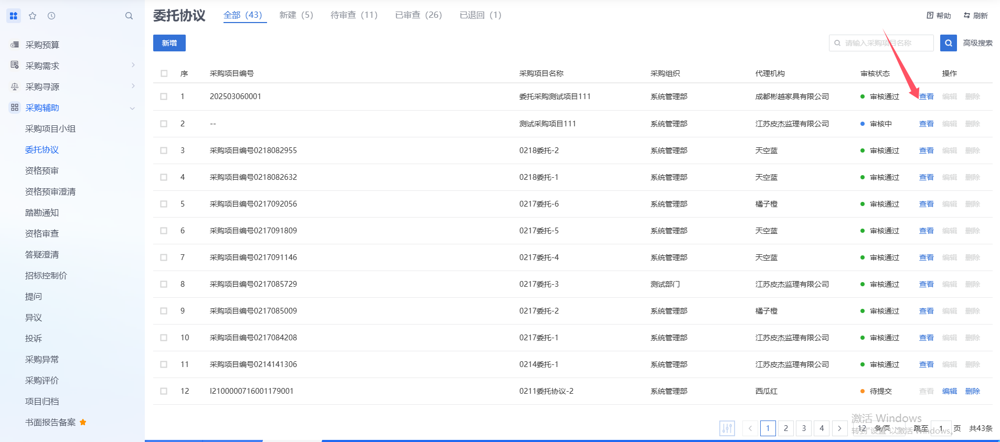 委托协议
全部（43）
新建（5）
待审查（11）
已审查（26）
已退回（1）
帮助
刷新
新增
请输入采购项目名称
高级搜索
采购预算
采购需求
采购寻源
采购辅助
采购项目小组
委托协议
资格预审
资格预审澄清
踏勘通知
资格审查
答疑澄清
招标控制价
提问
异议
投诉
采购异常
采购评价
项目归档
书面报告备案
序 采购项目编号 采购项目名称 采购组织 代理机构 审核状态 操作
1 202503060001 委托采购测试项目111 系统管理部 成都彬越家具有限公司 审核通过 查看 编辑 删除
2 -- 测试采购项目111 系统管理部 江苏皮杰监理有限公司 审核中 查看 编辑 删除
3 采购项目编号0218082955 0218委托-2 系统管理部 天空蓝 审核通过 查看 编辑 删除
4 采购项目编号0218082632 0218委托-1 系统管理部 天空蓝 审核通过 查看 编辑 删除
5 采购项目编号0217092056 0217委托-6 系统管理部 橘子橙 审核通过 查看 编辑 删除
6 采购项目编号0217091809 0217委托-5 系统管理部 天空蓝 审核通过 查看 编辑 删除
7 采购项目编号0217091146 0217委托-4 系统管理部 天空蓝 审核通过 查看 编辑 删除
8 采购项目编号0217085729 0217委托-3 测试部门 江苏皮杰监理有限公司 审核通过 查看 编辑 删除
9 采购项目编号0217085009 0217委托-2 系统管理部 橘子橙 审核通过 查看 编辑 删除
10 采购项目编号0217084208 0217委托-1 系统管理部 江苏皮杰监理有限公司 审核通过 查看 编辑 删除
11 采购项目编号0214141306 0214委托-1 系统管理部 江苏皮杰监理有限公司 审核通过 查看 编辑 删除
12 I2100000716001179001 0211委托协议-2 系统管理部 西瓜红 待提交 查看 编辑 删除
1 2 3 4 12 条/页 跳至 1 页 共43条
激活 Windows
转到"设置"以激活 Windows。